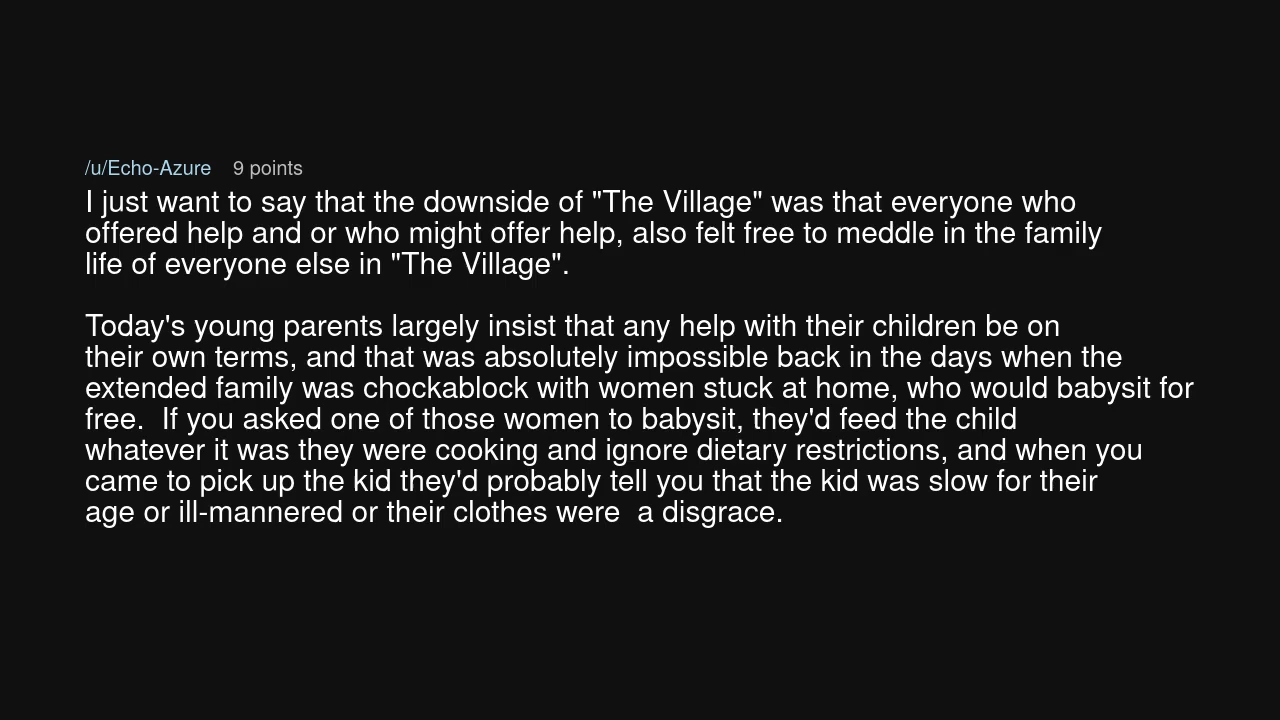 /u/Echo-Azure 9 points
I just want to say that the downside of "The Village" was that everyone who
offered help and or who might offer help, also felt free to meddle in the family
life of everyone else in "The Village".
Today's young parents largely insist that any help with their children be on
their own terms, and that was absolutely impossible back in the days when the
extended family was chockablock with women stuck at home, who would babysit for
free.  If you asked one of those women to babysit, they'd feed the child
whatever it was they were cooking and ignore dietary restrictions, and when you
came to pick up the kid they'd probably tell you that the kid was slow for their
age or ill-mannered or their clothes were  a disgrace.